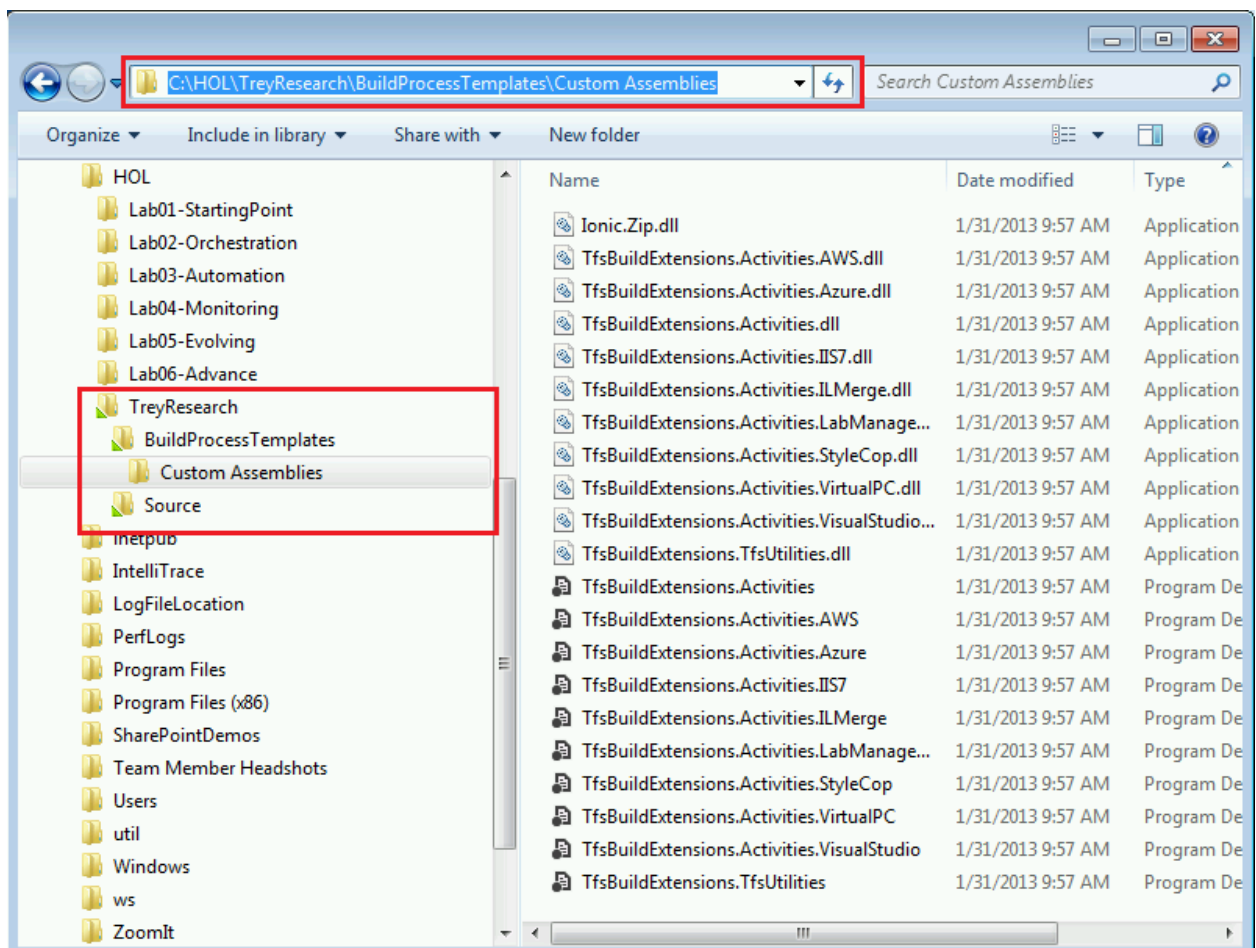 C:\HOL\TreyResearch\BuildProcessTemplates\Custom Assemblies
Search Custom Assemblies
Organize
Include in library
Share with
New folder
HOL
Lab01-StartingPoint
Lab02-Orchestration
Lab03-Automation
Lab04-Monitoring
Lab05-Evolving
Lab06-Advance
TreyResearch
BuildProcessTemplates
Custom Assemblies
Source
inetpub
IntelliTrace
LogFileLocation
PerfLogs
Program Files
Program Files (x86)
SharePointDemos
Team Member Headshots
Users
util
Windows
ws
ZoomIt
Name Date modified Type
Ionic.Zip.dll 1/31/2013 9:57 AM Application
TfsBuildExtensions.Activities.AWS.dll 1/31/2013 9:57 AM Application
TfsBuildExtensions.Activities.Azure.dll 1/31/2013 9:57 AM Application
TfsBuildExtensions.Activities.dll 1/31/2013 9:57 AM Application
TfsBuildExtensions.Activities.IIS7.dll 1/31/2013 9:57 AM Application
TfsBuildExtensions.Activities.ILMerge.dll 1/31/2013 9:57 AM Application
TfsBuildExtensions.Activities.LabManage... 1/31/2013 9:57 AM Application
TfsBuildExtensions.Activities.StyleCop.dll 1/31/2013 9:57 AM Application
TfsBuildExtensions.Activities.VirtualPC.dll 1/31/2013 9:57 AM Application
TfsBuildExtensions.Activities.VisualStudio... 1/31/2013 9:57 AM Application
TfsBuildExtensions.TfsUtilities.dll 1/31/2013 9:57 AM Application
TfsBuildExtensions.Activities 1/31/2013 9:57 AM Program De
TfsBuildExtensions.Activities.AWS 1/31/2013 9:57 AM Program De
TfsBuildExtensions.Activities.Azure 1/31/2013 9:57 AM Program De
TfsBuildExtensions.Activities.IIS7 1/31/2013 9:57 AM Program De
TfsBuildExtensions.Activities.ILMerge 1/31/2013 9:57 AM Program De
TfsBuildExtensions.Activities.LabManage... 1/31/2013 9:57 AM Program De
TfsBuildExtensions.Activities.StyleCop 1/31/2013 9:57 AM Program De
TfsBuildExtensions.Activities.VirtualPC 1/31/2013 9:57 AM Program De
TfsBuildExtensions.Activities.VisualStudio 1/31/2013 9:57 AM Program De
TfsBuildExtensions.TfsUtilities 1/31/2013 9:57 AM Program De